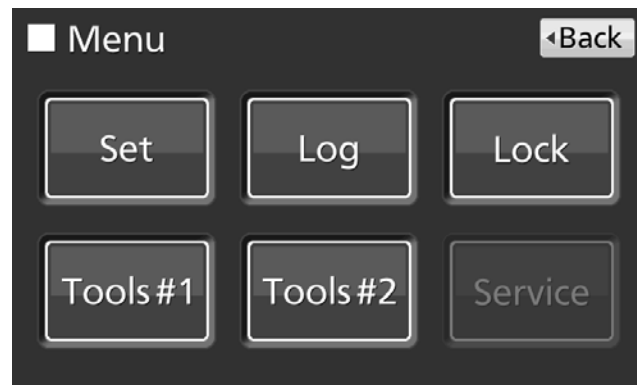 Menu
◂Back
Set
Log
Lock
Tools#1
Tools#2
Service